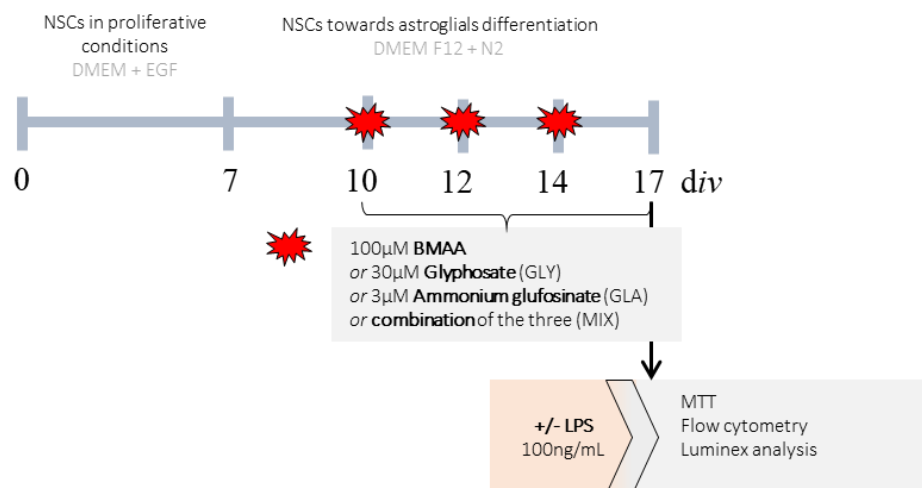 NSCs in proliferative
conditions
DMEM + EGF
NSCs towards astroglials differentiation
DMEM F12 + N2
0 7 10 12 14 17 div
100µM BMAA
or 30µM Glyphosate (GLY)
or 3µM Ammonium glufosinate (GLA)
or combination of the three (MIX)
+/- LPS
100ng/mL
MTT
Flow cytometry
Luminex analysis